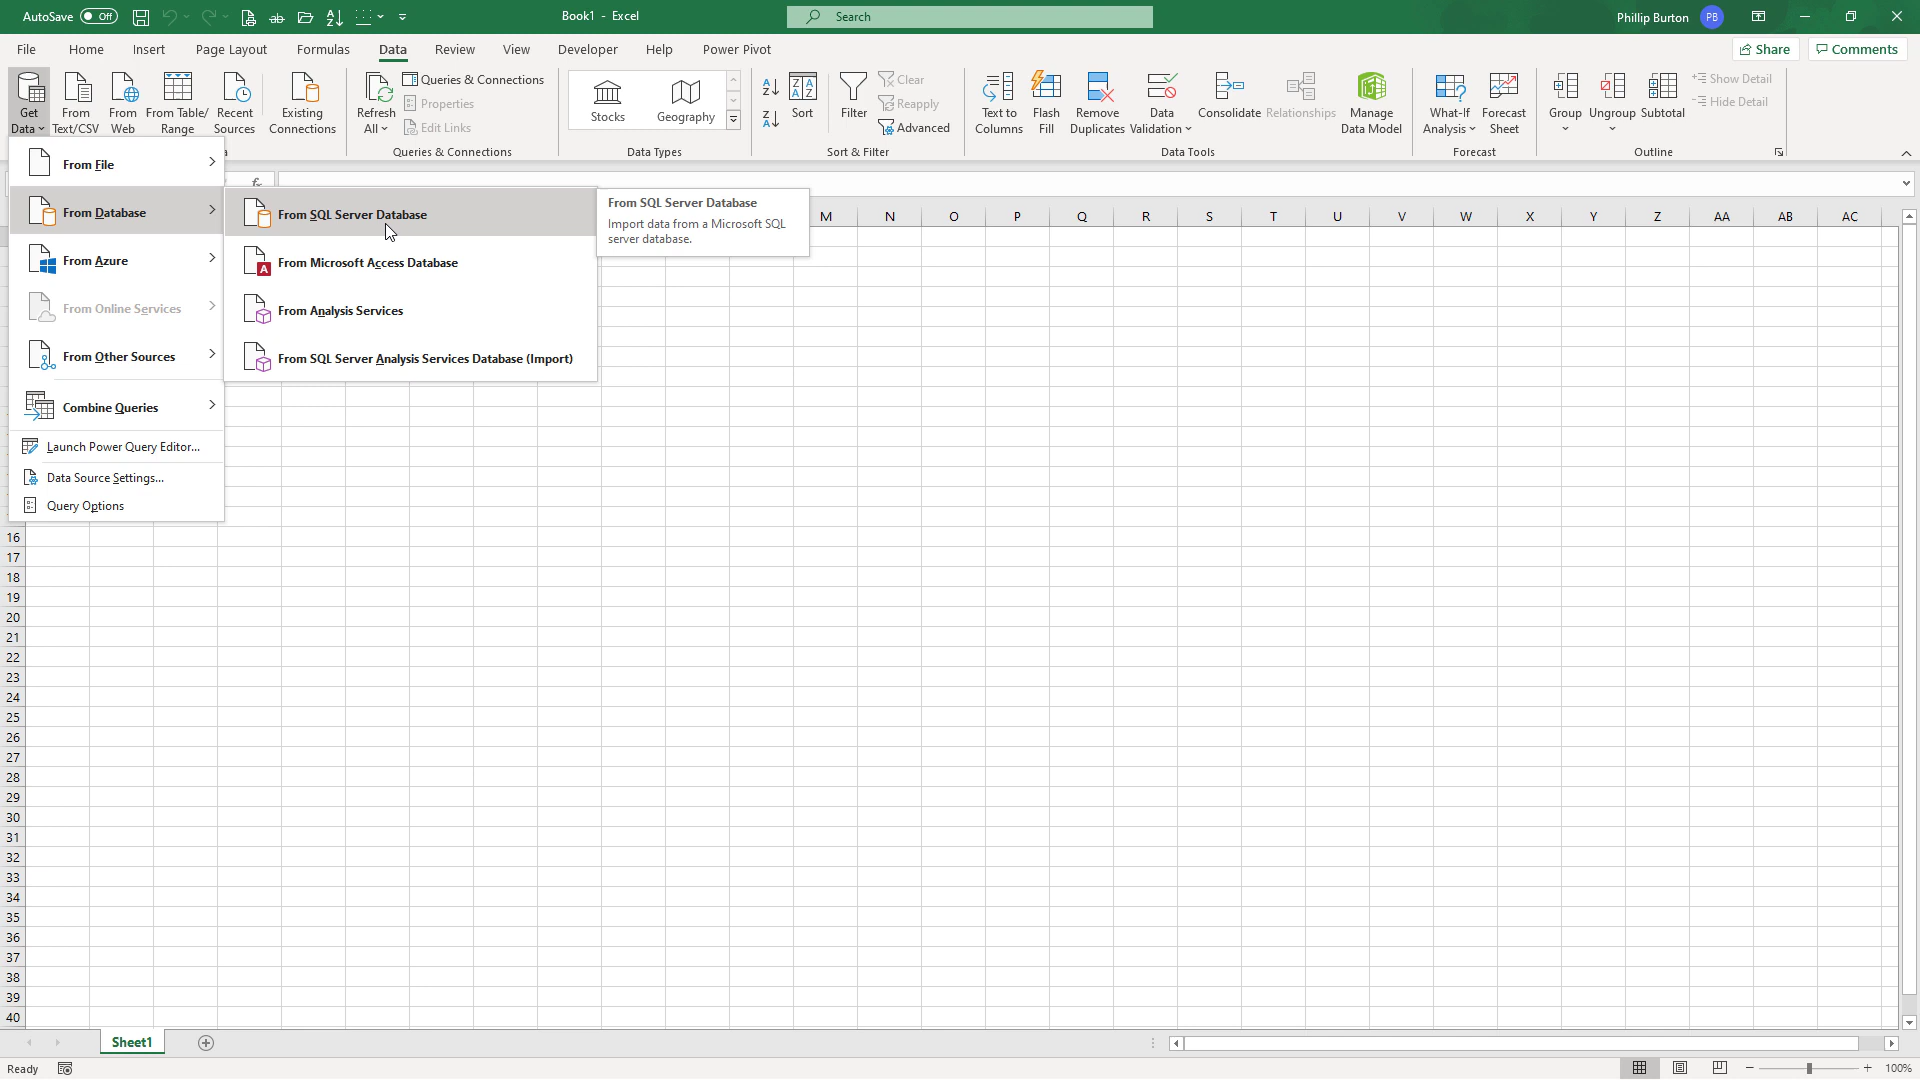 AutoSave Off Book1 - Excel Search Phillip Burton PB
File Home Insert Page Layout Formulas Data Review View Developer Help Power Pivot Share Comments
Get Data
From Text/CSV
From Web
From Table/ Range
Recent Sources
Existing Connections
Refresh All
Queries & Connections
Properties
Edit Links
Queries & Connections
Stocks
Geography
Data Types
Sort
Filter
Clear
Reapply
Advanced
Sort & Filter
Text to Columns
Flash Fill
Remove Duplicates
Data Validation
Consolidate
Relationships
Manage Data Model
Data Tools
What-If Analysis
Forecast Sheet
Forecast
Group
Ungroup
Subtotal
Show Detail
Hide Detail
Outline
fx
From File
From Database
From Azure
From Online Services
From Other Sources
Combine Queries
Launch Power Query Editor...
Data Source Settings...
Query Options
From SQL Server Database
From Microsoft Access Database
From Analysis Services
From SQL Server Analysis Services Database (Import)
From SQL Server Database
Import data from a Microsoft SQL
server database.
M N O P Q R S T U V W X Y Z AA AB AC
16
17
18
19
20
21
22
23
24
25
26
27
28
29
30
31
32
33
34
35
36
37
38
39
40
Sheet1
Ready 100%